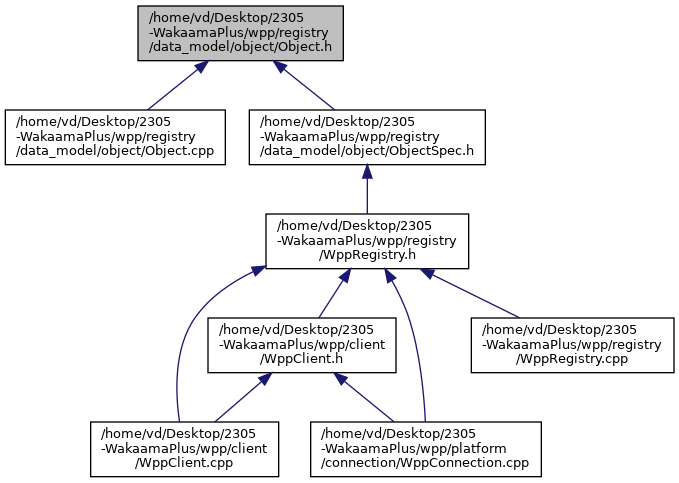 /home/vd/Desktop/2305
-WakaamaPlus/wpp/registry
/data_model/object/Object.h
/home/vd/Desktop/2305
-WakaamaPlus/wpp/registry
/data_model/object/Object.cpp
/home/vd/Desktop/2305
-WakaamaPlus/wpp/registry
/data_model/object/ObjectSpec.h
/home/vd/Desktop/2305
-WakaamaPlus/wpp/registry
/WppRegistry.h
/home/vd/Desktop/2305
-WakaamaPlus/wpp/client
/WppClient.h
/home/vd/Desktop/2305
-WakaamaPlus/wpp/registry
/WppRegistry.cpp
/home/vd/Desktop/2305
-WakaamaPlus/wpp/client
/WppClient.cpp
/home/vd/Desktop/2305
-WakaamaPlus/wpp/platform
/connection/WppConnection.cpp